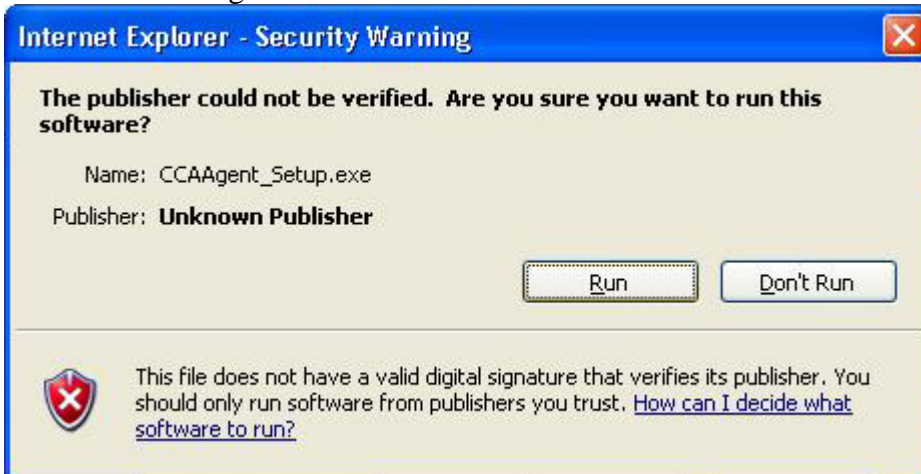 Internet Explorer - Security Warning
The publisher could not be verified. Are you sure you want to run this
software?
Name: CCAAgent_Setup.exe
Publisher: Unknown Publisher
Run
Don't Run
This file does not have a valid digital signature that verifies its publisher. You
should only run software from publishers you trust. How can I decide what
software to run?